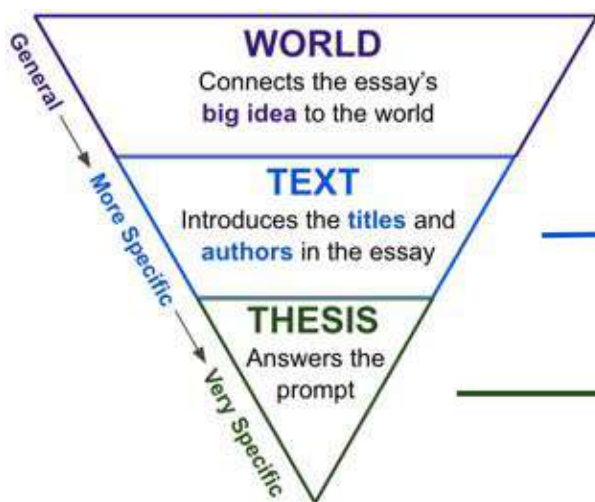 WORLD
Connects the essay's
big idea to the world
TEXT
Introduces the titles and
authors in the essay
THESIS
Answers the
prompt
General
More Specific
Very Specific